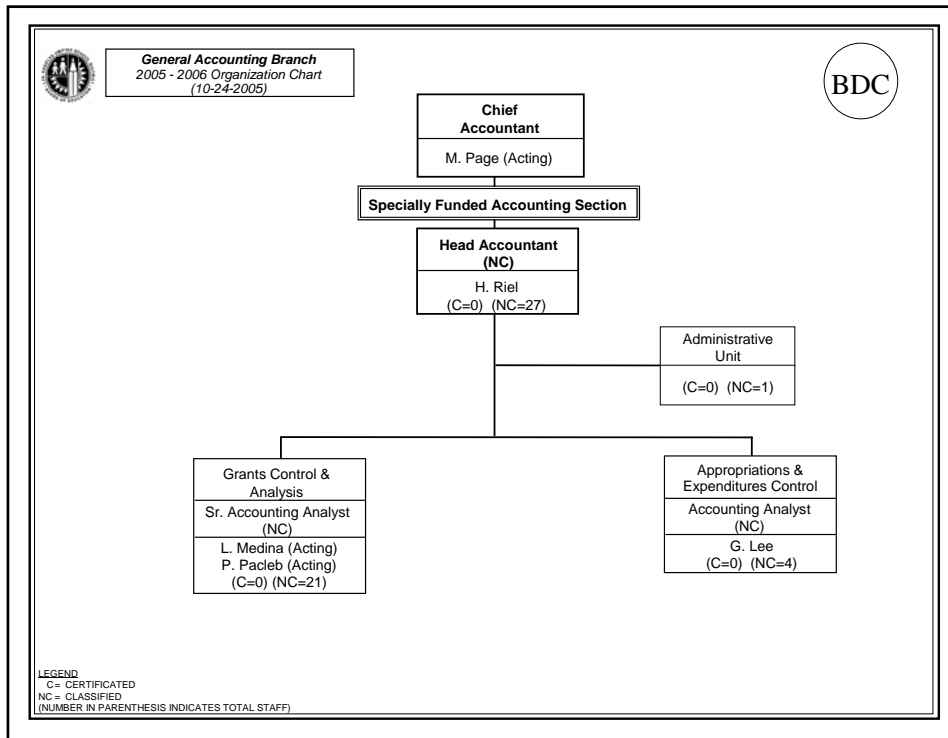 General Accounting Branch
2005 - 2006 Organization Chart
(10-24-2005)
BDC
Chief
Accountant
M. Page (Acting)
Specially Funded Accounting Section
Head Accountant
(NC)
H. Riel
(C=0) (NC=27)
Administrative
Unit
(C=0) (NC=1)
Grants Control &
Analysis
Sr. Accounting Analyst
(NC)
L. Medina (Acting)
P. Pacleb (Acting)
(C=0) (NC=21)
Appropriations &
Expenditures Control
Accounting Analyst
(NC)
G. Lee
(C=0) (NC=4)
LEGEND
C= CERTIFICATED
NC = CLASSIFIED
(NUMBER IN PARENTHESIS INDICATES TOTAL STAFF)